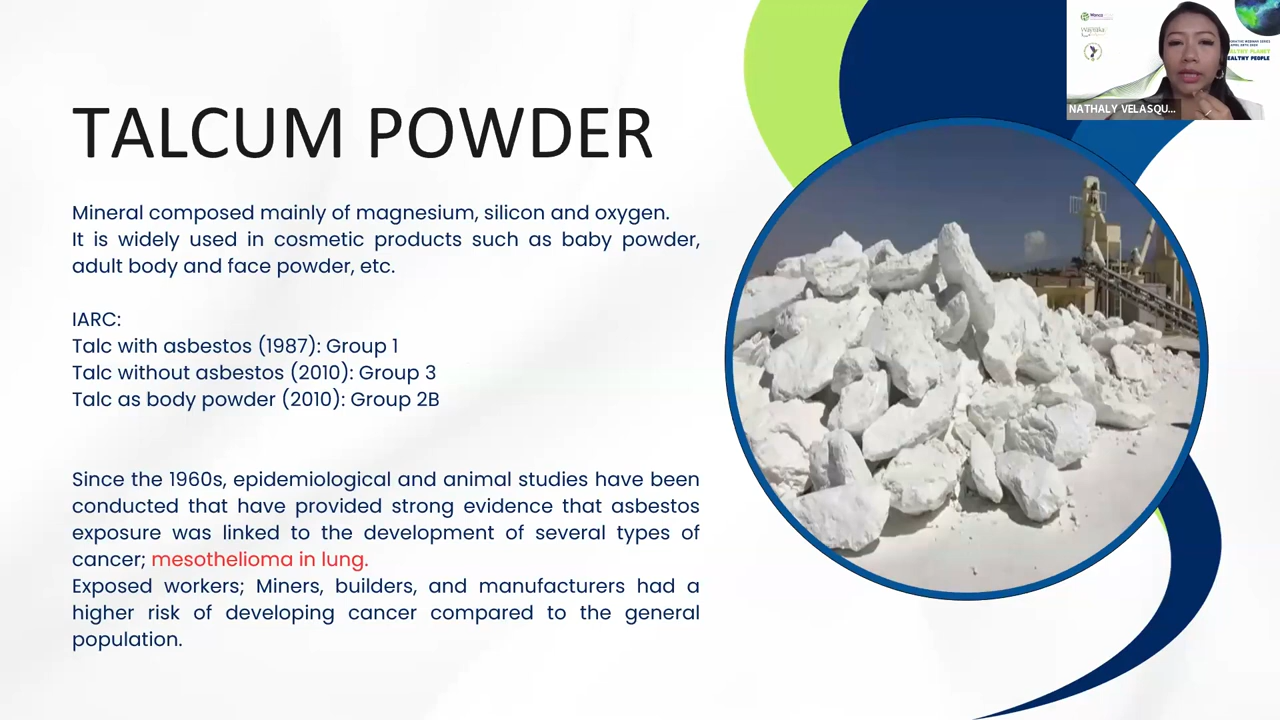 TALCUM POWDER
Mineral composed mainly of magnesium, silicon and oxygen.
It is widely used in cosmetic products such as baby powder,
adult body and face powder, etc.
IARC:
Talc with asbestos (1987): Group 1
Talc without asbestos (2010): Group 3
Talc as body powder (2010): Group 2B
Since the 1960s, epidemiological and animal studies have been
conducted that have provided strong evidence that asbestos
exposure was linked to the development of several types of
cancer; mesothelioma in lung.
Exposed workers; Miners, builders, and manufacturers had a
higher risk of developing cancer compared to the general
population.
NATHALY VELASQU...
EALTHY PEOPLE